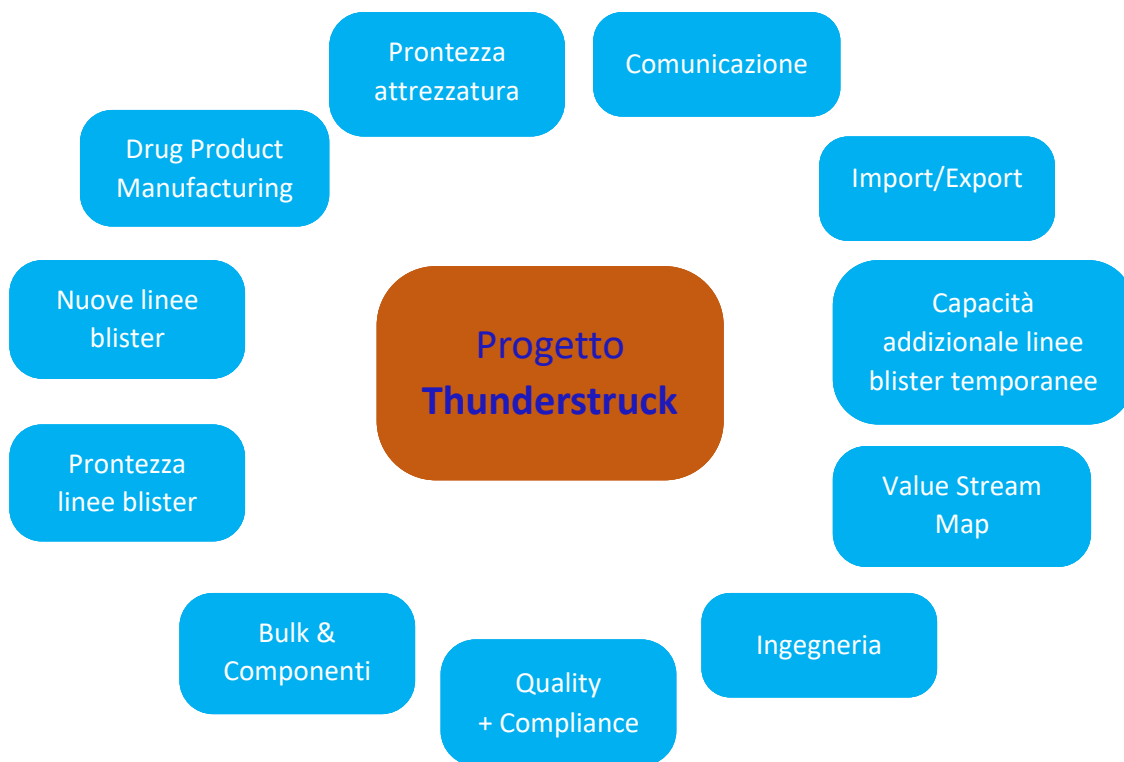 Prontezza
attrezzatura
Comunicazione
Drug Product
Manufacturing
Import/Export
Nuove linee
blister
Progetto
Thunderstruck
Capacità
addizionale linee
blister temporanee
Prontezza
linee blister
Value Stream
Map
Bulk &
Componenti
Quality
+ Compliance
Ingegneria